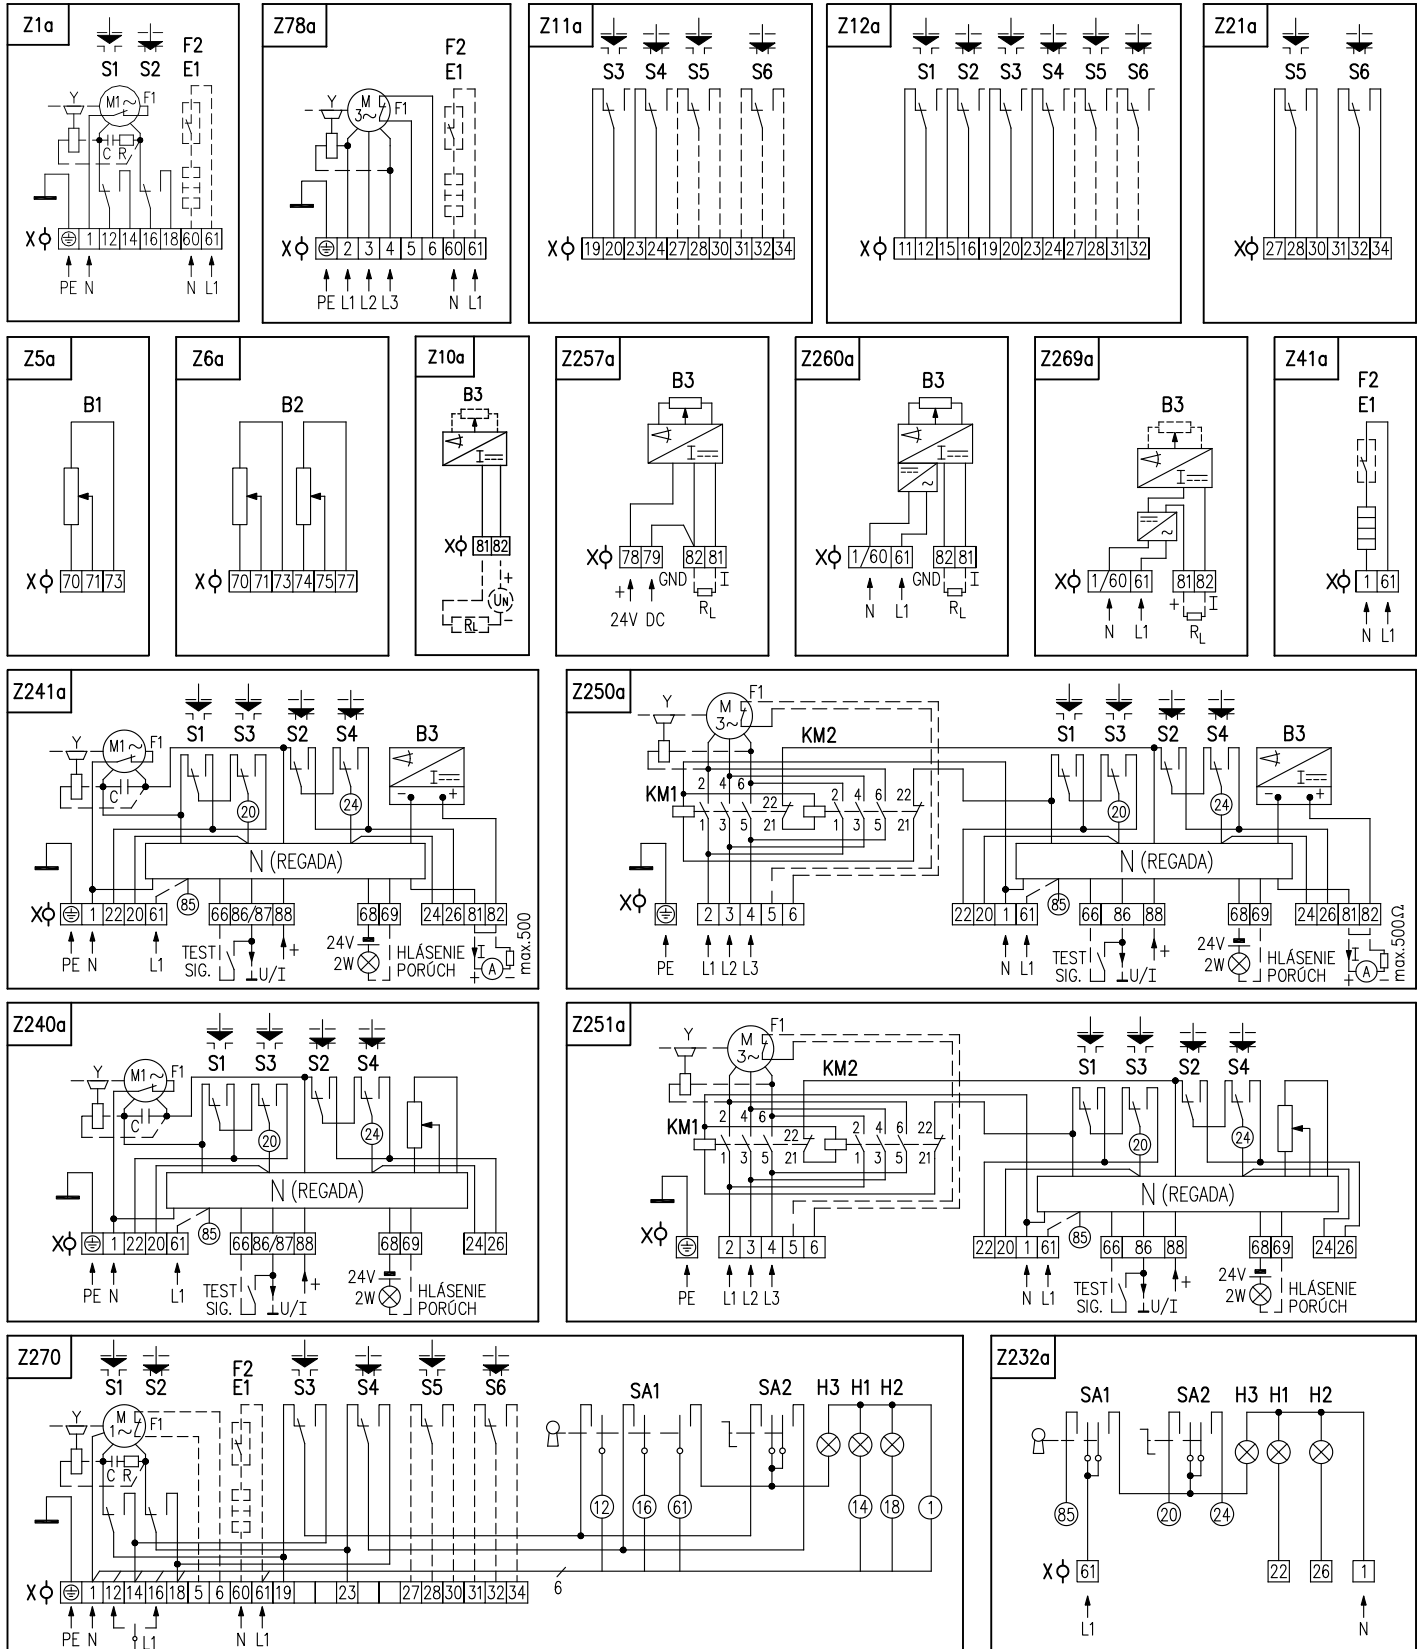 Z1a
S1 S2 F2
E1
Y M1~ F1
C R
X PE 1 12 14 16 18 60 61
PE N N L1
Z78a
F2
E1
Y M 3~ F1
X 2 3 4 5 6 60 61
PE L1 L2 L3 N L1
Z11a
S3 S4 S5 S6
X 19 20 23 24 27 28 30 31 32 34
Z12a
S1 S2 S3 S4 S5 S6
X 11 12 15 16 19 20 23 24 27 28 31 32
Z21a
S5 S6
X 27 28 30 31 32 34
Z5a
B1
X 70 71 73
Z6a
B2
X 70 71 73 74 75 77
Z10a
B3
I
X 81 82
+
UN
RL −
Z257a
B3
I
X 78 79 82 81
+ GND I
24V DC RL
Z260a
B3
I
~
X 1/60 61 82 81
GND I
N L1 RL
Z269a
B3
I
~
X 1/60 61 81 82
+ I
N L1 RL
Z41a
F2
E1
X 1 61
N L1
Z241a
S1 S3 S2 S4 B3
Y M1~ F1
I
− +
C 20 24
N (REGADA)
85
X 1 22 20 61 66 86/87 88 68 69 24 26 81 82
PE N L1 TEST SIG. U/I +
24V 2W HLÁSENIE PORÚCH
I A + − max.500
Z250a
Y M 3~ F1
KM2
S1 S3 S2 S4 B3
I
− +
KM1
2 4 6 22 2 4 6 22
1 3 5 21 1 3 5 21
20 24
N (REGADA)
85
X 2 3 4 5 6 22 20 1 61 66 86 88 68 69 24 26 81 82
PE L1 L2 L3 N L1 TEST SIG. U/I +
24V 2W HLÁSENIE PORÚCH
I A + − max.500Ω
Z240a
S1 S3 S2 S4
Y M1~ F1
C 20 24
N (REGADA)
85
X 1 22 20 61 66 86/87 88 68 69 24 26
PE N L1 TEST SIG. U/I +
24V 2W HLÁSENIE PORÚCH
Z251a
Y M 3~ F1
KM2
S1 S3 S2 S4
KM1
2 4 6 22 2 4 6 22
1 3 5 21 1 3 5 21
20 24
N (REGADA)
85
X 2 3 4 5 6 22 20 1 61 66 86 88 68 69 24 26
PE L1 L2 L3 N L1 TEST SIG. U/I +
24V 2W HLÁSENIE PORÚCH
Z270
S1 S2 F2 E1 S3 S4 S5 S6 SA1 SA2 H3 H1 H2
Y M 1~ F1
C R
12 16 61 14 18 1
6
X 1 12 14 16 18 5 6 60 61 19 23 27 28 30 31 32 34
PE N L1 N L1
Z232a
SA1 SA2 H3 H1 H2
85 20 24
X 61 22 26 1
L1 N